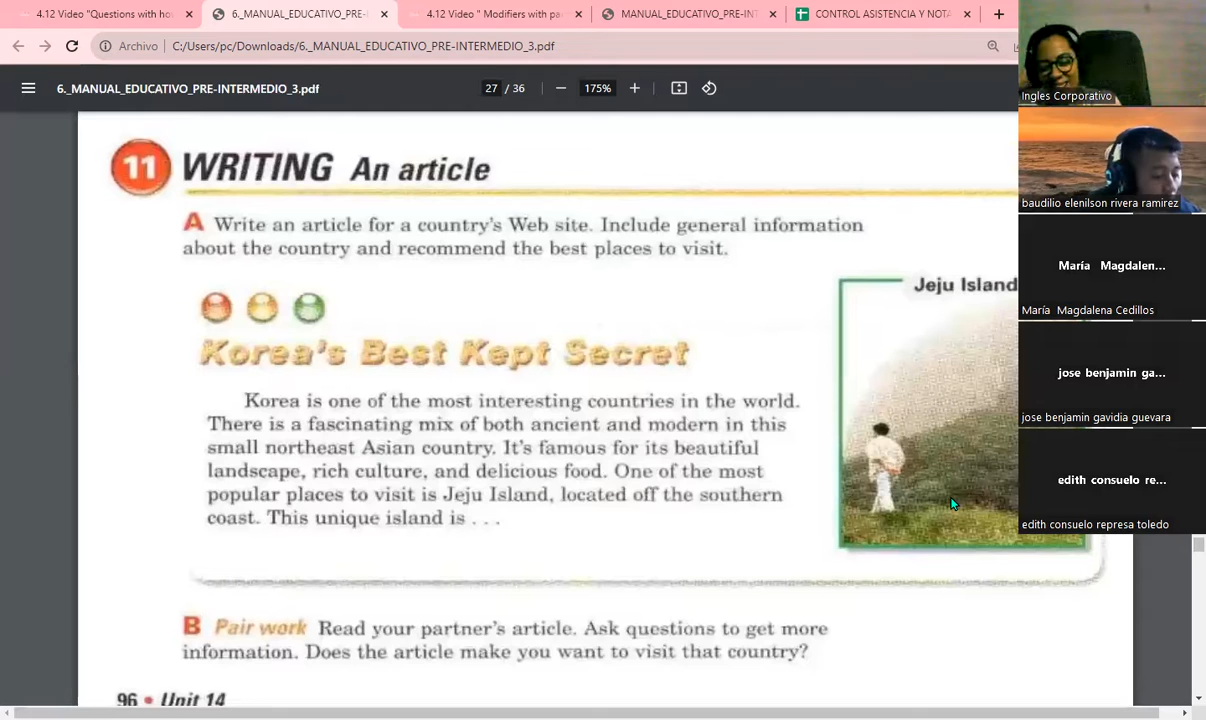 4.12 Video "Questions with ho
6._MANUAL_EDUCATIVO_PRE-
4.12 Video " Modifiers with pa
MANUAL_EDUCATIVO_PRE-INT
CONTROL ASISTENCIA Y NOTA
Archivo
C:/Users/pc/Downloads/6._MANUAL_EDUCATIVO_PRE-INTERMEDIO_3.pdf
6._MANUAL_EDUCATIVO_PRE-INTERMEDIO_3.pdf
27 / 36
175%
Ingles Corporativo
baudilio elenilson rivera ramirez
María Magdalen...
María Magdalena Cedillos
jose benjamin ga...
jose benjamin gavidia guevara
edith consuelo re...
edith consuelo represa toledo
11 WRITING An article
A Write an article for a country's Web site. Include general information
about the country and recommend the best places to visit.
Jeju Island
Korea's Best Kept Secret
Korea is one of the most interesting countries in the world.
There is a fascinating mix of both ancient and modern in this
small northeast Asian country. It's famous for its beautiful
landscape, rich culture, and delicious food. One of the most
popular places to visit is Jeju Island, located off the southern
coast. This unique island is . . .
B Pair work Read your partner's article. Ask questions to get more
information. Does the article make you want to visit that country?
96 • Unit 14